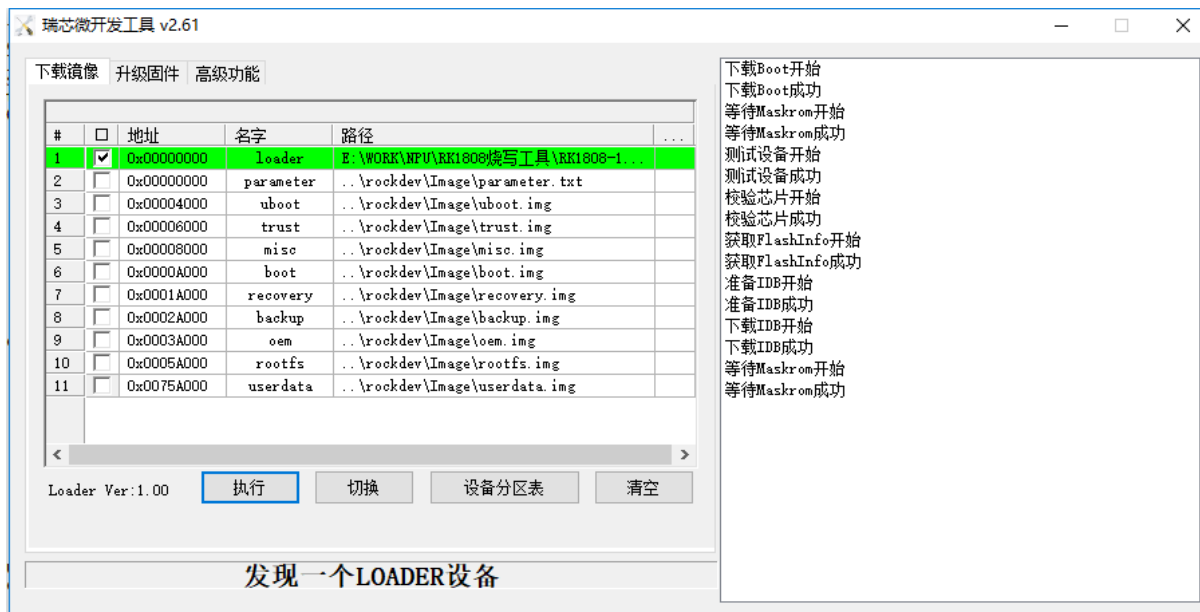 瑞芯微开发工具 v2.61
下载镜像 升级固件 高级功能
# 地址 名字 路径 ...
1 0x00000000 loader E:\WORK\NPU\RK1808烧写工具\RK1808-1...
2 0x00000000 parameter ..\rockdev\Image\parameter.txt
3 0x00004000 uboot ..\rockdev\Image\uboot.img
4 0x00006000 trust ..\rockdev\Image\trust.img
5 0x00008000 misc ..\rockdev\Image\misc.img
6 0x0000A000 boot ..\rockdev\Image\boot.img
7 0x0001A000 recovery ..\rockdev\Image\recovery.img
8 0x0002A000 backup ..\rockdev\Image\backup.img
9 0x0003A000 oem ..\rockdev\Image\oem.img
10 0x0005A000 rootfs ..\rockdev\Image\rootfs.img
11 0x0075A000 userdata ..\rockdev\Image\userdata.img
Loader Ver:1.00 执行 切换 设备分区表 清空
发现一个LOADER设备
下载Boot开始
下载Boot成功
等待Maskrom开始
等待Maskrom成功
测试设备开始
测试设备成功
校验芯片开始
校验芯片成功
获取FlashInfo开始
获取FlashInfo成功
准备IDB开始
准备IDB成功
下载IDB开始
下载IDB成功
等待Maskrom开始
等待Maskrom成功